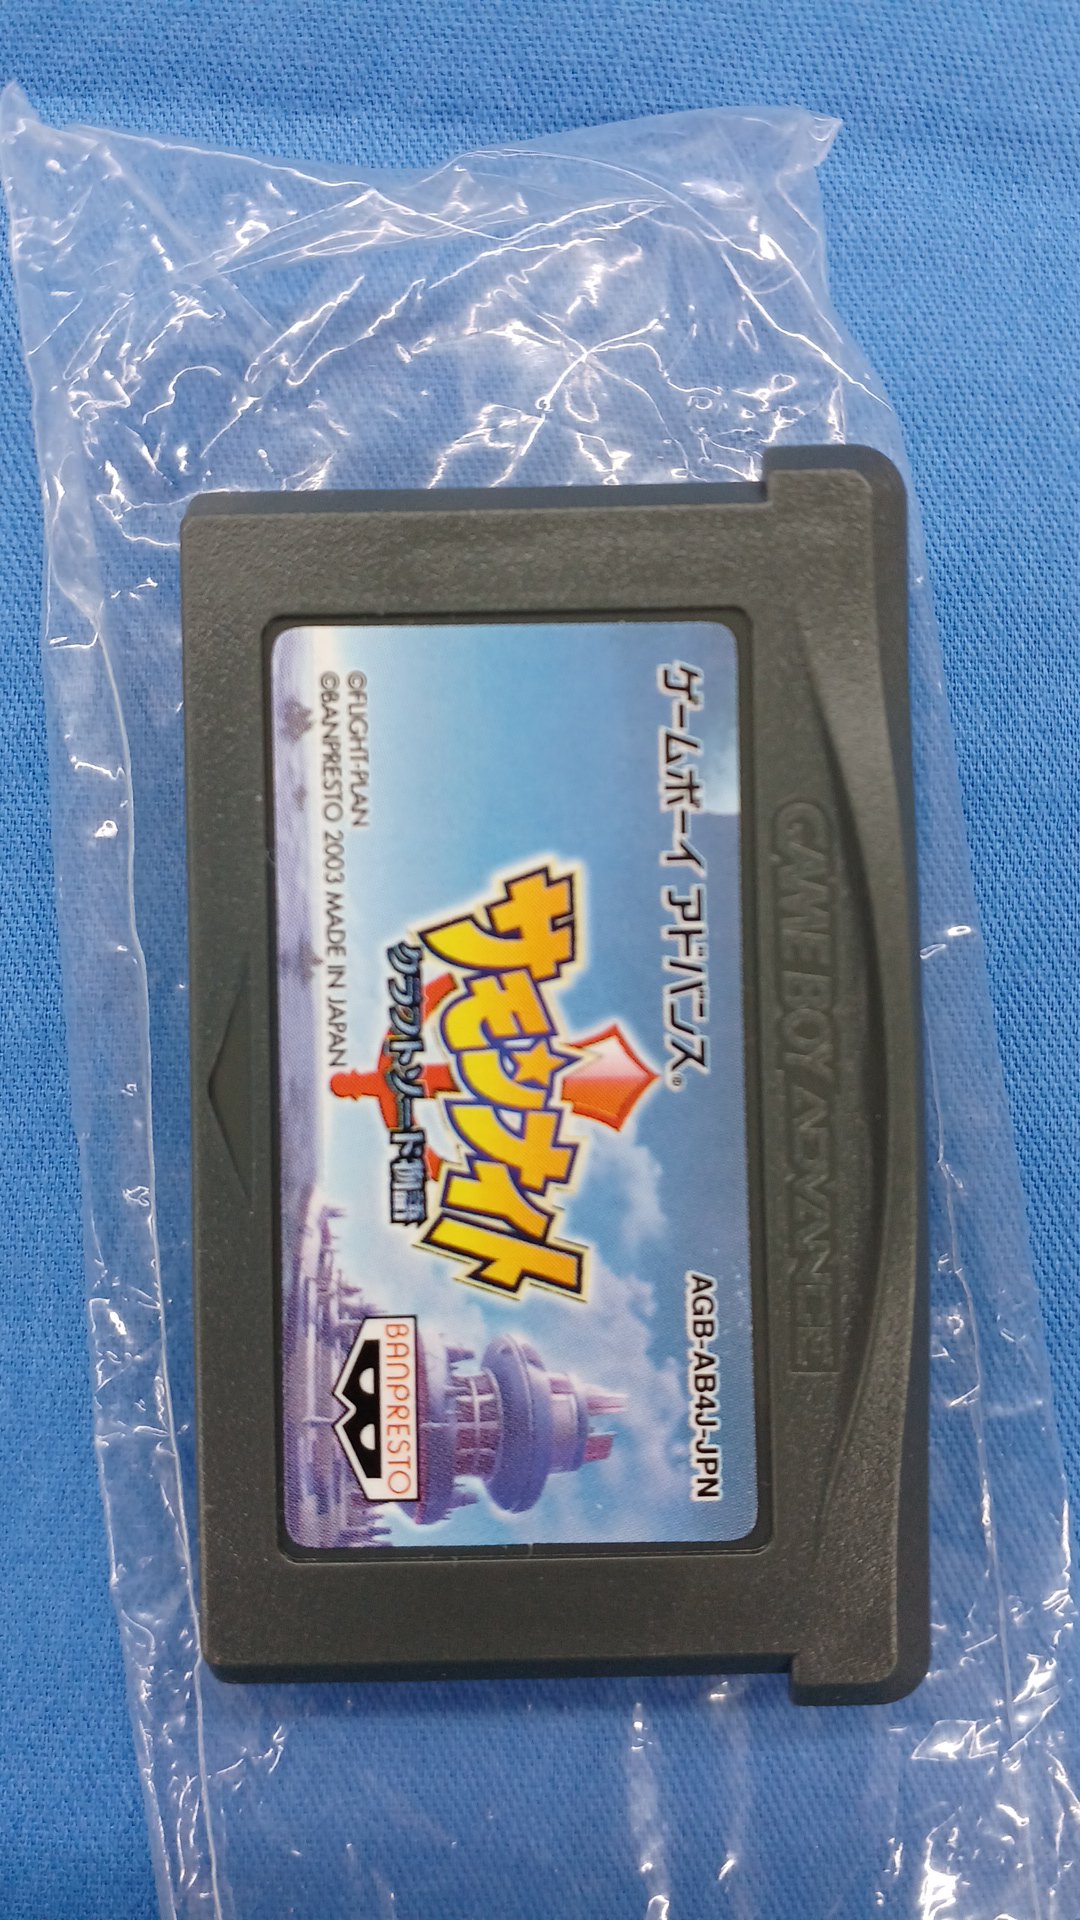 GAME BOY ADVANCE
ゲームボーイ アドバンス®
AGB-AB4J-JPN
サモンナイト
クラフトソード物語
©FLIGHT-PLAN
©BANPRESTO 2003 MADE IN JAPAN
BANPRESTO